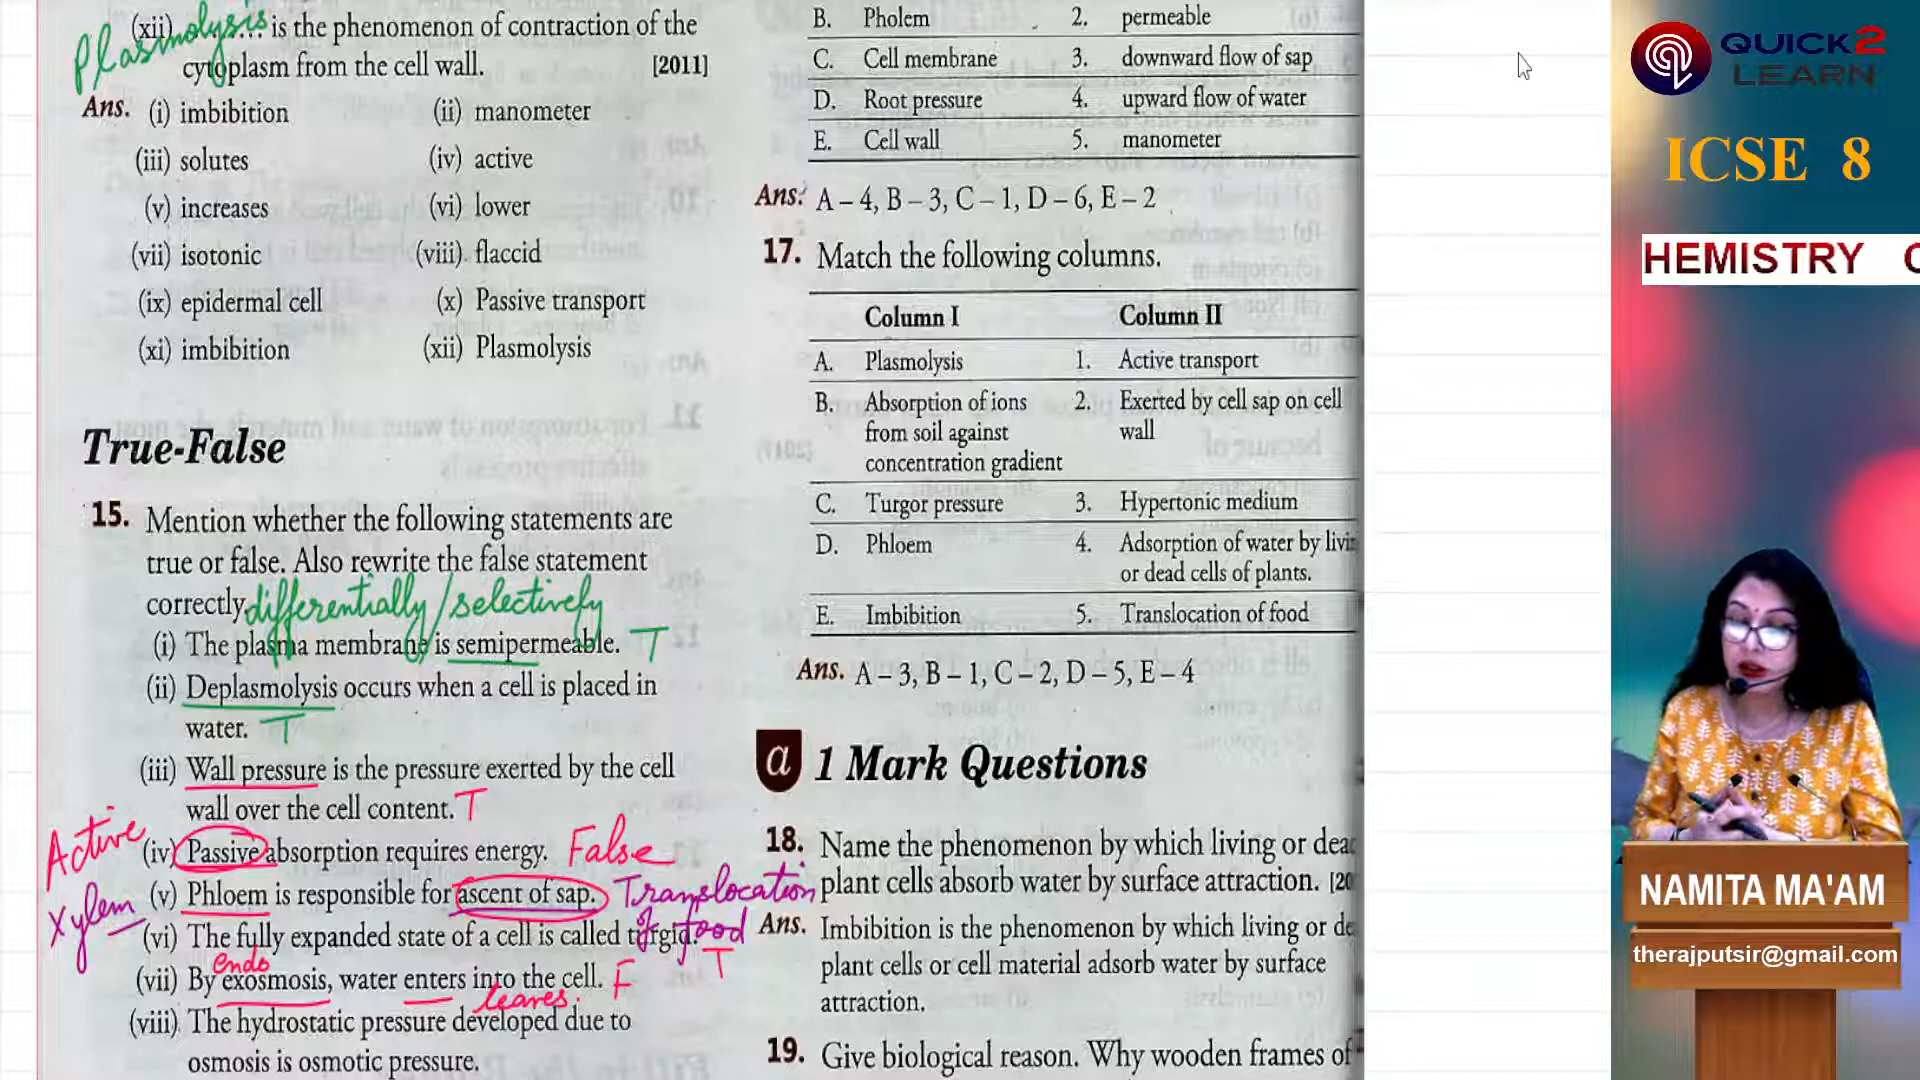 Plasmolysis
(xii) ... is the phenomenon of contraction of the
cytoplasm from the cell wall. [2011]
Ans. (i) imbibition (ii) manometer
(iii) solutes (iv) active
(v) increases (vi) lower
(vii) isotonic (viii) flaccid
(ix) epidermal cell (x) Passive transport
(xi) imbibition (xii) Plasmolysis
True-False
15. Mention whether the following statements are
true or false. Also rewrite the false statement
correctly
differentially/selectively
(i) The plasma membrane is semipermeable. T
(ii) Deplasmolysis occurs when a cell is placed in
water. T
(iii) Wall pressure is the pressure exerted by the cell
wall over the cell content. T
Active
(iv) Passive absorption requires energy. False
Xylem
(v) Phloem is responsible for ascent of sap. Translocation
of food
(vi) The fully expanded state of a cell is called turgid. T
endo
(vii) By exosmosis, water enters into the cell. F
leaves.
(viii) The hydrostatic pressure developed due to
osmosis is osmotic pressure.
B. Pholem 2. permeable
C. Cell membrane 3. downward flow of sap
D. Root pressure 4. upward flow of water
E. Cell wall 5. manometer
Ans: A – 4, B – 3, C – 1, D – 6, E – 2
17. Match the following columns.
Column I Column II
A. Plasmolysis 1. Active transport
B. Absorption of ions 2. Exerted by cell sap on cell
from soil against wall
concentration gradient
C. Turgor pressure 3. Hypertonic medium
D. Phloem 4. Adsorption of water by livi
or dead cells of plants.
E. Imbibition 5. Translocation of food
Ans. A – 3, B – 1, C – 2, D – 5, E – 4
a 1 Mark Questions
18. Name the phenomenon by which living or dea
plant cells absorb water by surface attraction. [20
Ans. Imbibition is the phenomenon by which living or de
plant cells or cell material adsorb water by surface
attraction.
19. Give biological reason. Why wooden frames of
QUICK2
LEARN
ICSE 8
HEMISTRY C
NAMITA MA'AM
therajputsir@gmail.com